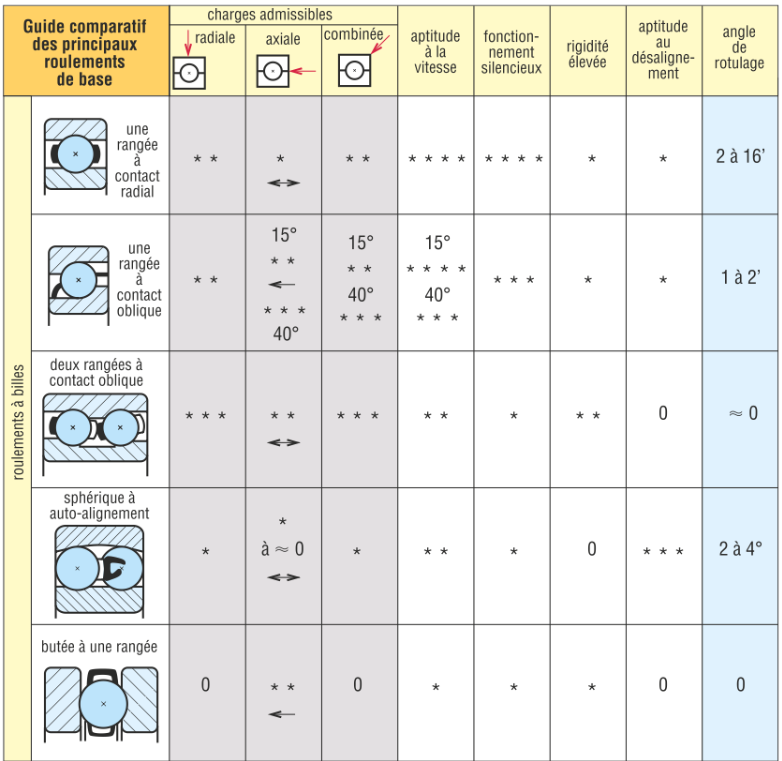 Guide comparatif
des principaux
roulements
de base
charges admissibles
radiale
axiale
combinée
aptitude
à la
vitesse
fonction-
nement
silencieux
rigidité
élevée
aptitude
au
désaligne-
ment
angle
de
rotulage
roulements à billes
une
rangée
à
contact
radial
* *
*
* *
* * * *
* * * *
*
*
2 à 16’
une
rangée
à
contact
oblique
* *
15°
* *
* * *
40°
15°
* *
40°
* * *
15°
* * * *
40°
* * *
* * *
*
*
1 à 2’
deux rangées à
contact oblique
* * *
* *
* * *
* *
*
* *
0
≈ 0
sphérique à
auto-alignement
*
*
à ≈ 0
*
* *
*
0
* * *
2 à 4°
butée à une rangée
0
* *
0
*
*
*
0
0